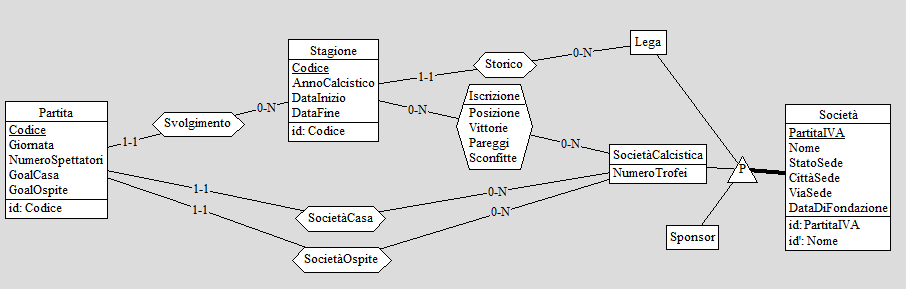 Partita
Codice
Giornata
NumeroSpettatori
GoalCasa
GoalOspite
id: Codice
1-1
Svolgimento
0-N
Stagione
Codice
AnnoCalcistico
DataInizio
DataFine
id: Codice
1-1
Storico
0-N
Lega
0-N
Iscrizione
Posizione
Vittorie
Pareggi
Sconfitte
0-N
SocietàCalcistica
NumeroTrofei
1-1
SocietàCasa
0-N
1-1
SocietàOspite
0-N
P
Sponsor
Società
PartitaIVA
Nome
StatoSede
CittàSede
ViaSede
DataDiFondazione
id: PartitaIVA
id': Nome